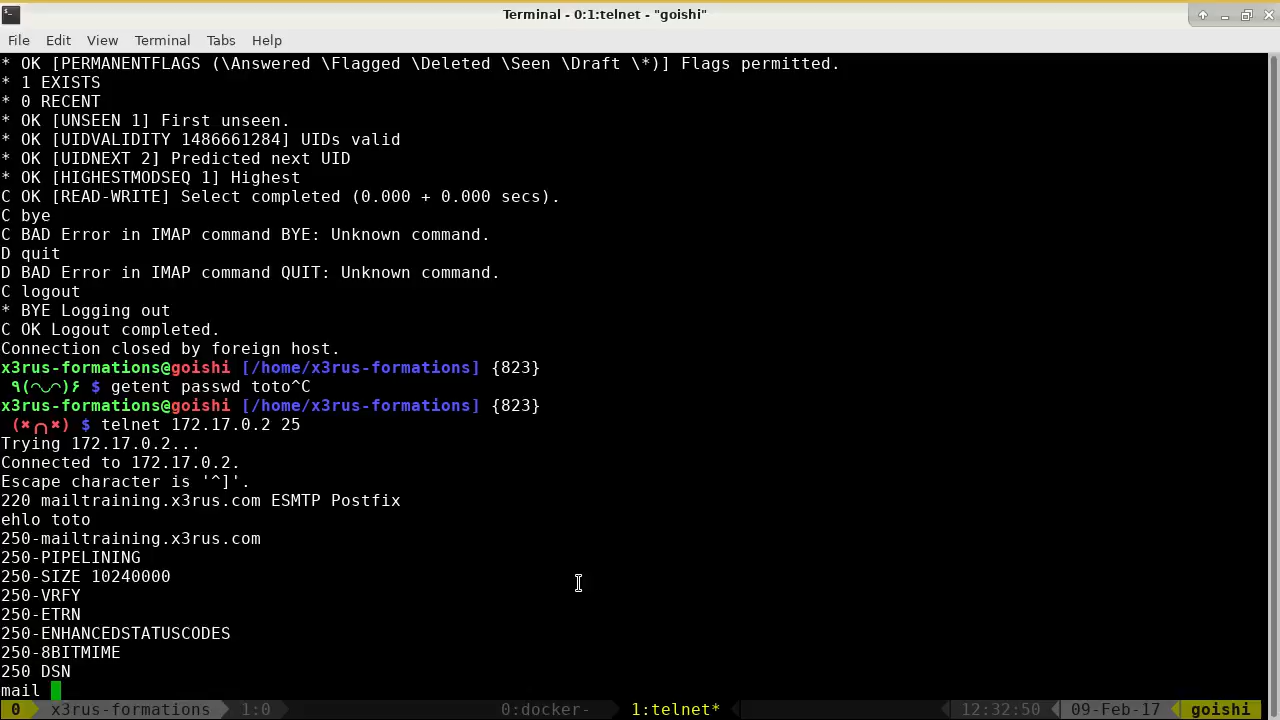 Terminal - 0:1:telnet - "goishi"
File Edit View Terminal Tabs Help
* OK [PERMANENTFLAGS (\Answered \Flagged \Deleted \Seen \Draft \*)] Flags permitted.
* 1 EXISTS
* 0 RECENT
* OK [UNSEEN 1] First unseen.
* OK [UIDVALIDITY 1486661284] UIDs valid
* OK [UIDNEXT 2] Predicted next UID
* OK [HIGHESTMODSEQ 1] Highest
C OK [READ-WRITE] Select completed (0.000 + 0.000 secs).
C bye
C BAD Error in IMAP command BYE: Unknown command.
D quit
D BAD Error in IMAP command QUIT: Unknown command.
C logout
* BYE Logging out
C OK Logout completed.
Connection closed by foreign host.
x3rus-formations@goishi [/home/x3rus-formations] {823}
٩(◠◡◠)۶ $ getent passwd toto^C
x3rus-formations@goishi [/home/x3rus-formations] {823}
(✖╭╮✖) $ telnet 172.17.0.2 25
Trying 172.17.0.2...
Connected to 172.17.0.2.
Escape character is '^]'.
220 mailtraining.x3rus.com ESMTP Postfix
ehlo toto
250-mailtraining.x3rus.com
250-PIPELINING
250-SIZE 10240000
250-VRFY
250-ETRN
250-ENHANCEDSTATUSCODES
250-8BITMIME
250 DSN
mail
0 x3rus-formations 1:0 0:docker- 1:telnet* 12:32:50 09-Feb-17 goishi